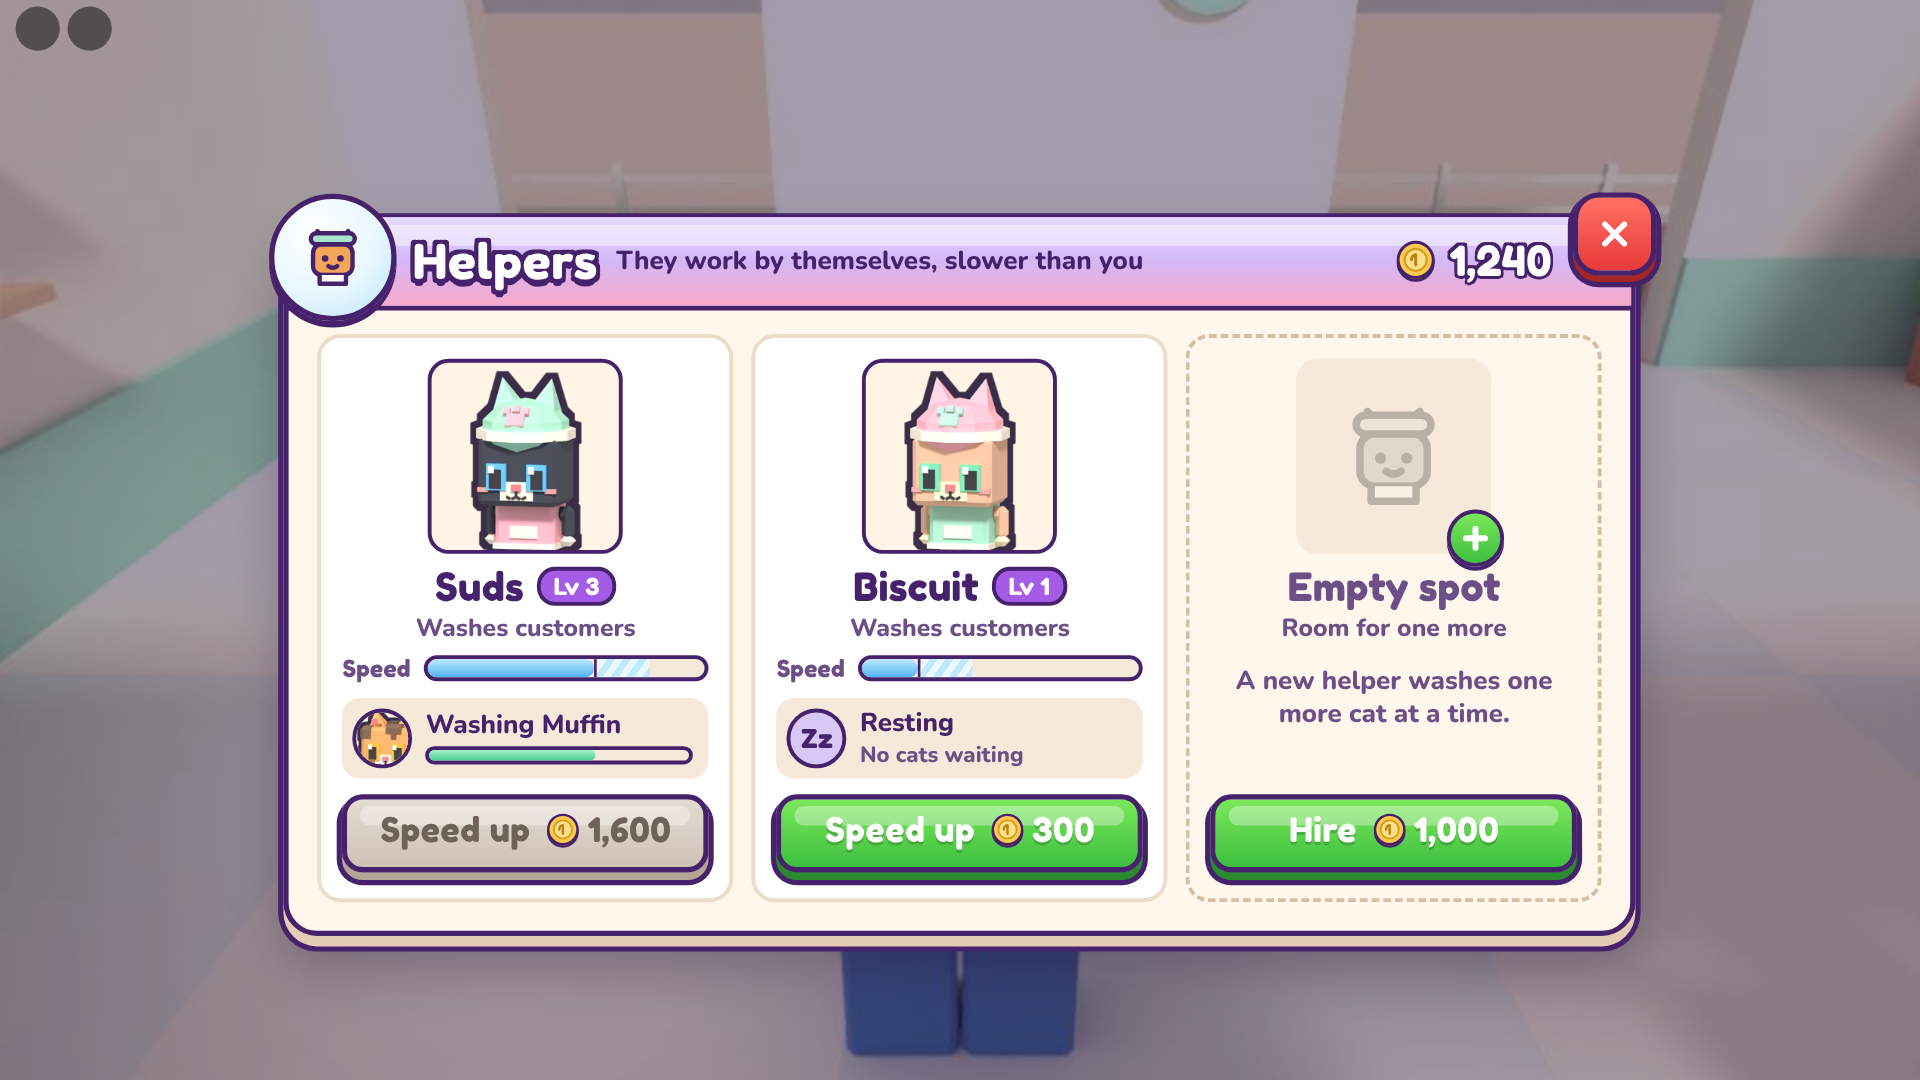 Helpers
They work by themselves, slower than you
1,240
Suds Lv 3
Washes customers
Speed
Washing Muffin
Speed up 1,600
Biscuit Lv 1
Washes customers
Speed
Zz
Resting
No cats waiting
Speed up 300
Empty spot
Room for one more
A new helper washes one
more cat at a time.
Hire 1,000